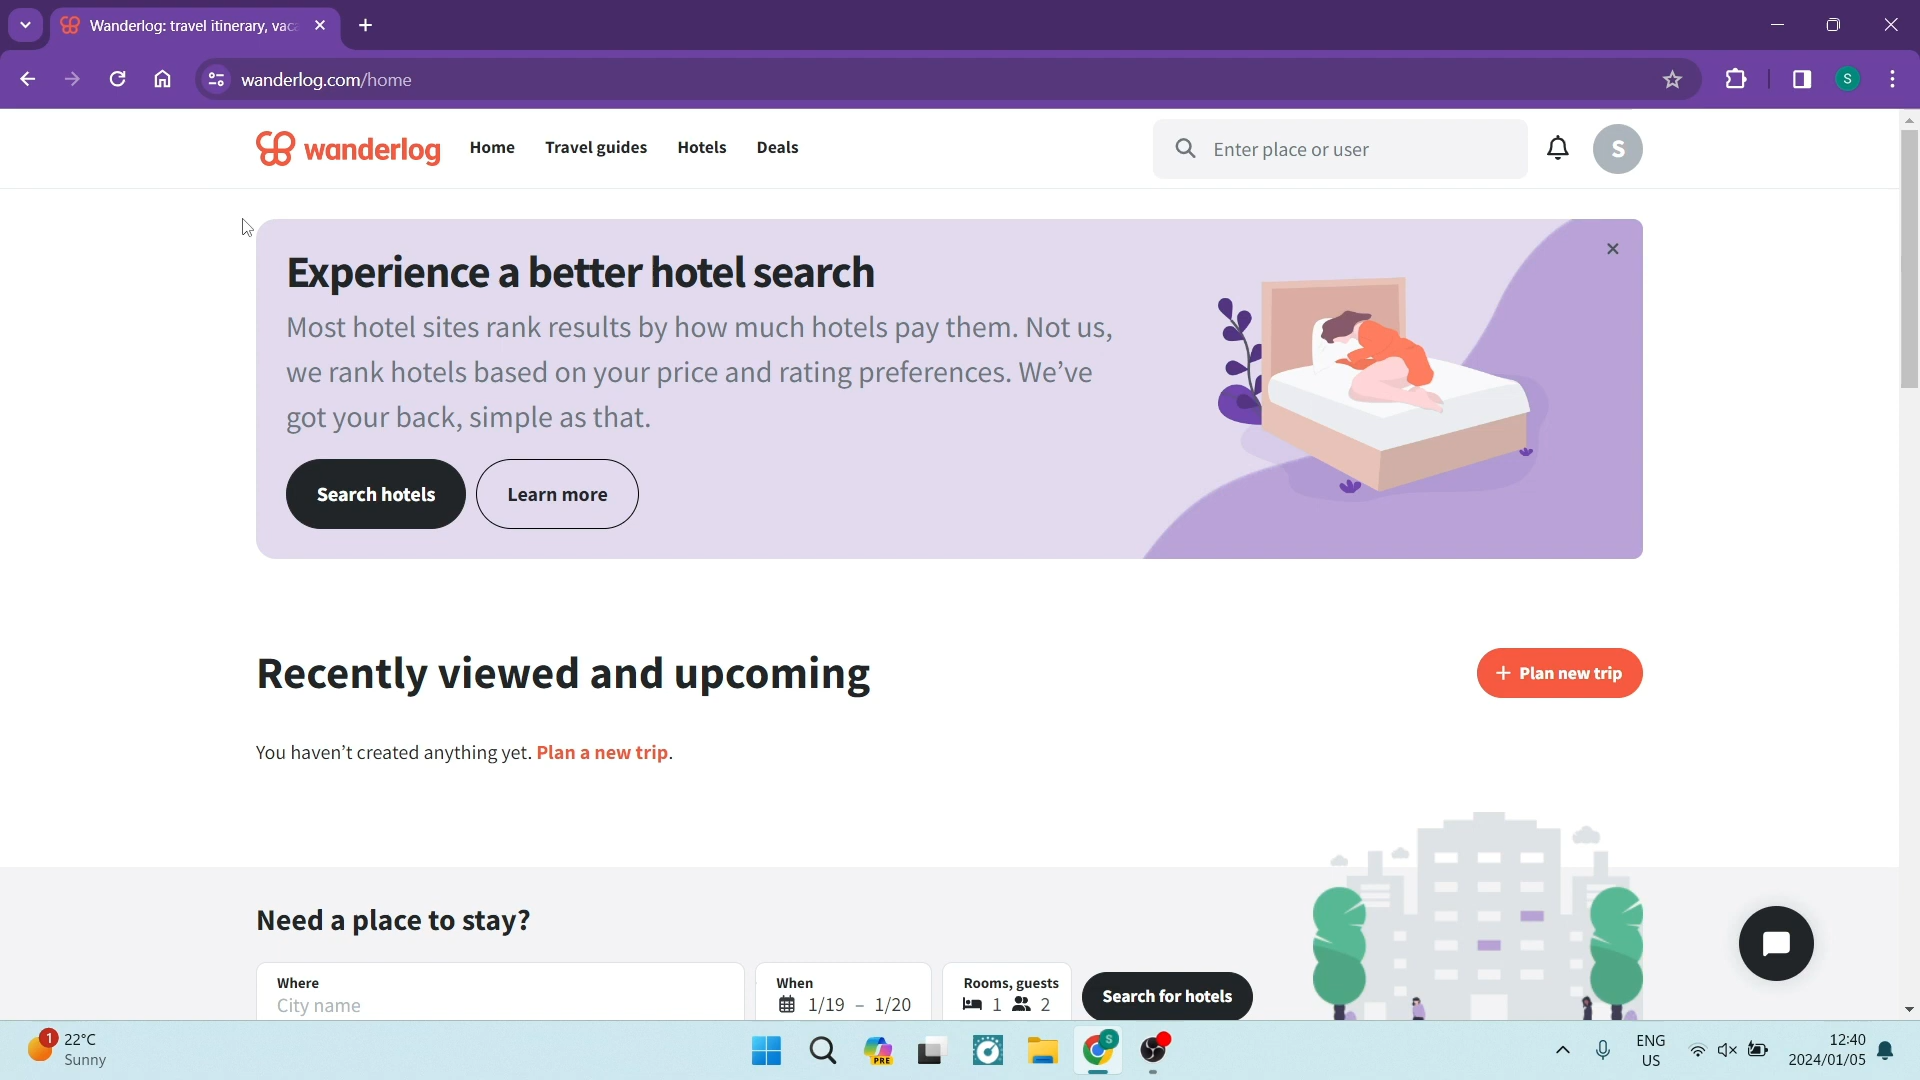 Wanderlog: travel itinerary, vaca
wanderlog.com/home
S
wanderlog
Home
Travel guides
Hotels
Deals
Enter place or user
S
Experience a better hotel search
Most hotel sites rank results by how much hotels pay them. Not us,
we rank hotels based on your price and rating preferences. We’ve
got your back, simple as that.
Search hotels
Learn more
Recently viewed and upcoming
+ Plan new trip
You haven’t created anything yet. Plan a new trip.
Need a place to stay?
Where
City name
When
1/19 – 1/20
Rooms, guests
1 2
Search for hotels
1
22°C
Sunny
PRE
S
ENG
US
12:40
2024/01/05